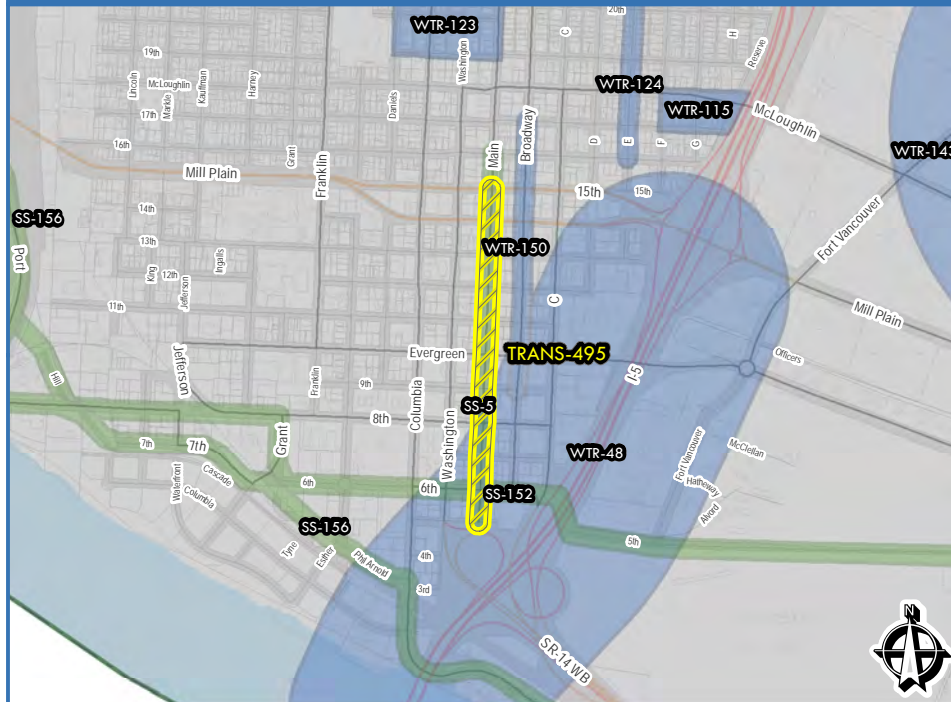 20th
WTR-123
C
H
Washington
Reserve
19th
Lincoln
McLoughlin
Markle
Kauffman
Harney
Daniels
WTR-124
WTR-115
McLoughlin
17th
16th
Grant
Franklin
Main
Broadway
D
E
F
G
WTR-143
Mill Plain
15th
15th
14th
SS-156
Port
13th
King
12th
Jefferson
Ingalls
WTR-150
Fort Vancouver
11th
C
Mill Plain
Evergreen
TRANS-495
Officers
Jefferson
Hill
Franklin
9th
Columbia
I-5
8th
SS-5
Washington
7th
7th
Grant
WTR-48
Fort Vancouver
McClellan
Waterfront
Cascade
Columbia
6th
6th
SS-152
Hatheway
Alvord
SS-156
Tyne
Esther
Phil Arnold
4th
3rd
5th
SR-14 WB
N